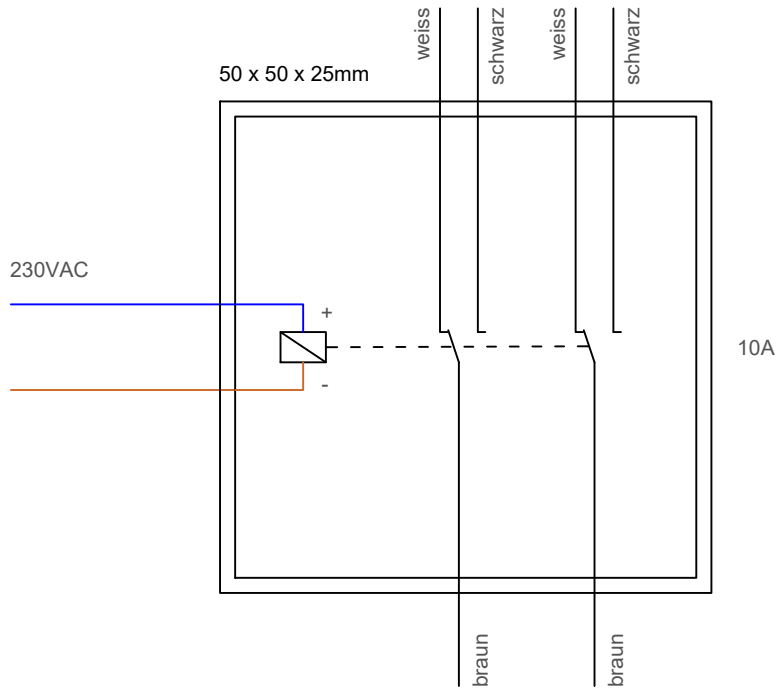 weiss
schwarz
weiss
schwarz
50 x 50 x 25mm
230VAC
+
-
10A
braun
braun